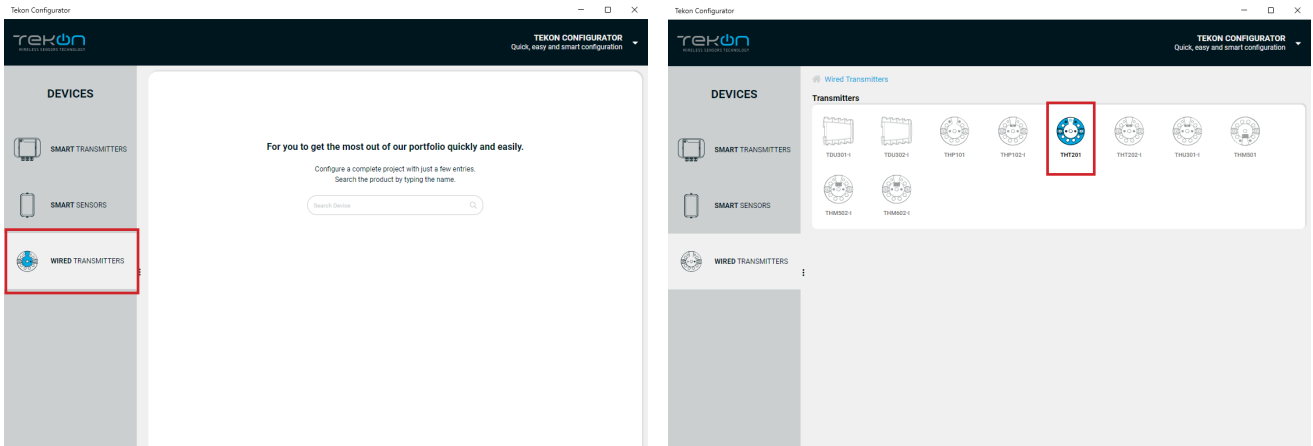 Tekon Configurator
TEKON
WIRELESS SENSORS TECHNOLOGY
TEKON CONFIGURATOR
Quick, easy and smart configuration
DEVICES
SMART TRANSMITTERS
SMART SENSORS
WIRED TRANSMITTERS
For you to get the most out of our portfolio quickly and easily.
Configure a complete project with just a few entries.
Search the product by typing the name.
Search Device
Tekon Configurator
TEKON
WIRELESS SENSORS TECHNOLOGY
TEKON CONFIGURATOR
Quick, easy and smart configuration
DEVICES
SMART TRANSMITTERS
SMART SENSORS
WIRED TRANSMITTERS
Wired Transmitters
Transmitters
TDU301-I TDU302-I THP101 THP102-I THT201 THT202-I THU301-I THM501
THM502-I THM602-I